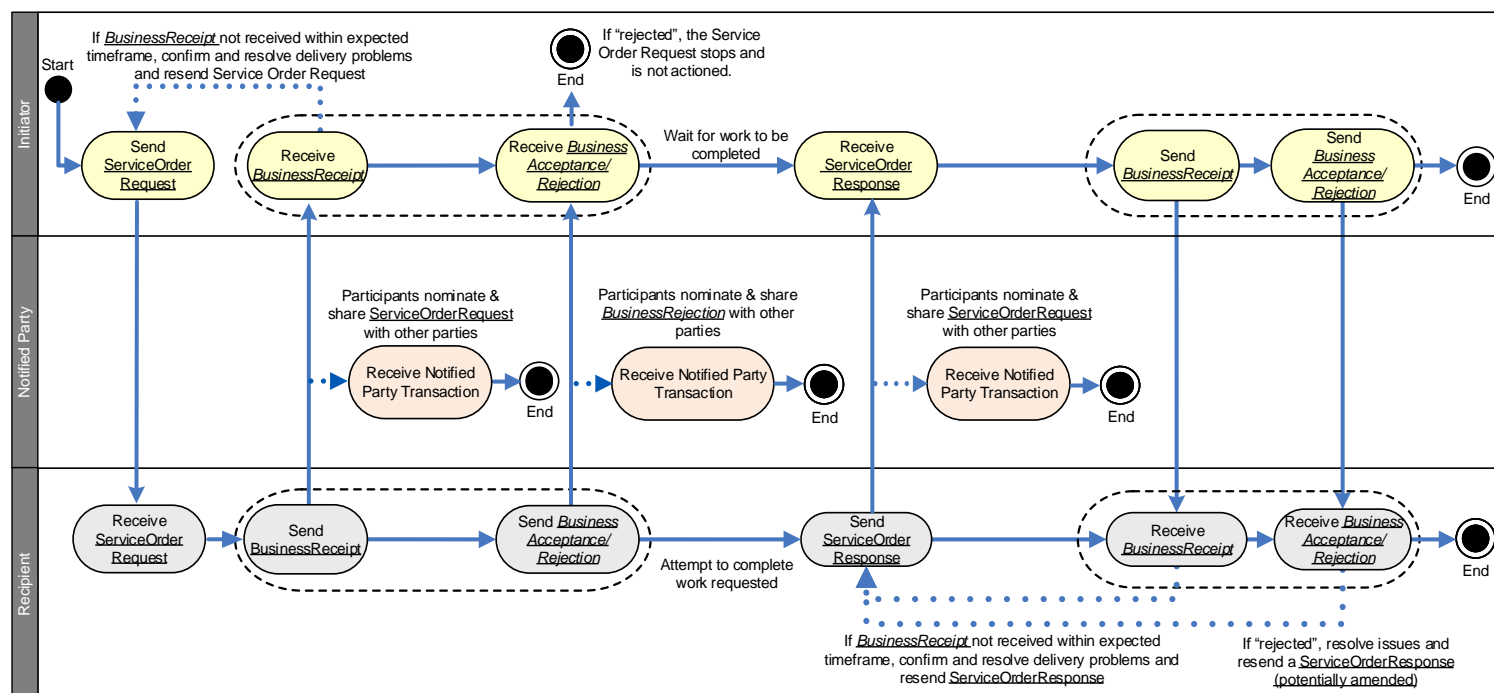 Initiator
Start
If BusinessReceipt not received within expected
timeframe, confirm and resolve delivery problems
and resend Service Order Request
End
If “rejected”, the Service
Order Request stops and
is not actioned.
Send
ServiceOrder
Request
Receive
BusinessReceipt
Receive Business
Acceptance/
Rejection
Wait for work to be
completed
Receive
ServiceOrder
Response
Send
BusinessReceipt
Send
Business
Acceptance/
Rejection
End
Notified Party
Participants nominate &
share ServiceOrderRequest
with other parties
Receive Notified
Party Transaction
End
Participants nominate & share
BusinessRejection with other
parties
Receive Notified Party
Transaction
End
Participants nominate &
share ServiceOrderRequest
with other parties
Receive Notified
Party Transaction
End
Recipient
Receive
ServiceOrder
Request
Send
BusinessReceipt
Send Business
Acceptance/
Rejection
Attempt to complete
work requested
Send
ServiceOrder
Response
Receive
BusinessReceipt
Receive Business
Acceptance/
Rejection
End
If BusinessReceipt not received within expected
timeframe, confirm and resolve delivery problems and
resend ServiceOrderResponse
If “rejected”, resolve issues and
resend a ServiceOrderResponse
(potentially amended)